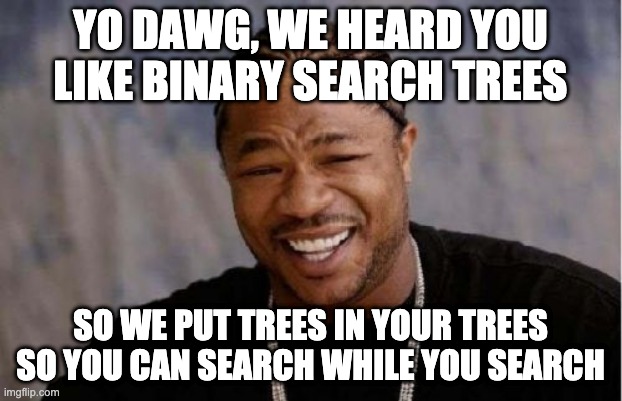 YO DAWG, WE HEARD YOU
LIKE BINARY SEARCH TREES
SO WE PUT TREES IN YOUR TREES
SO YOU CAN SEARCH WHILE YOU SEARCH
imgflip.com